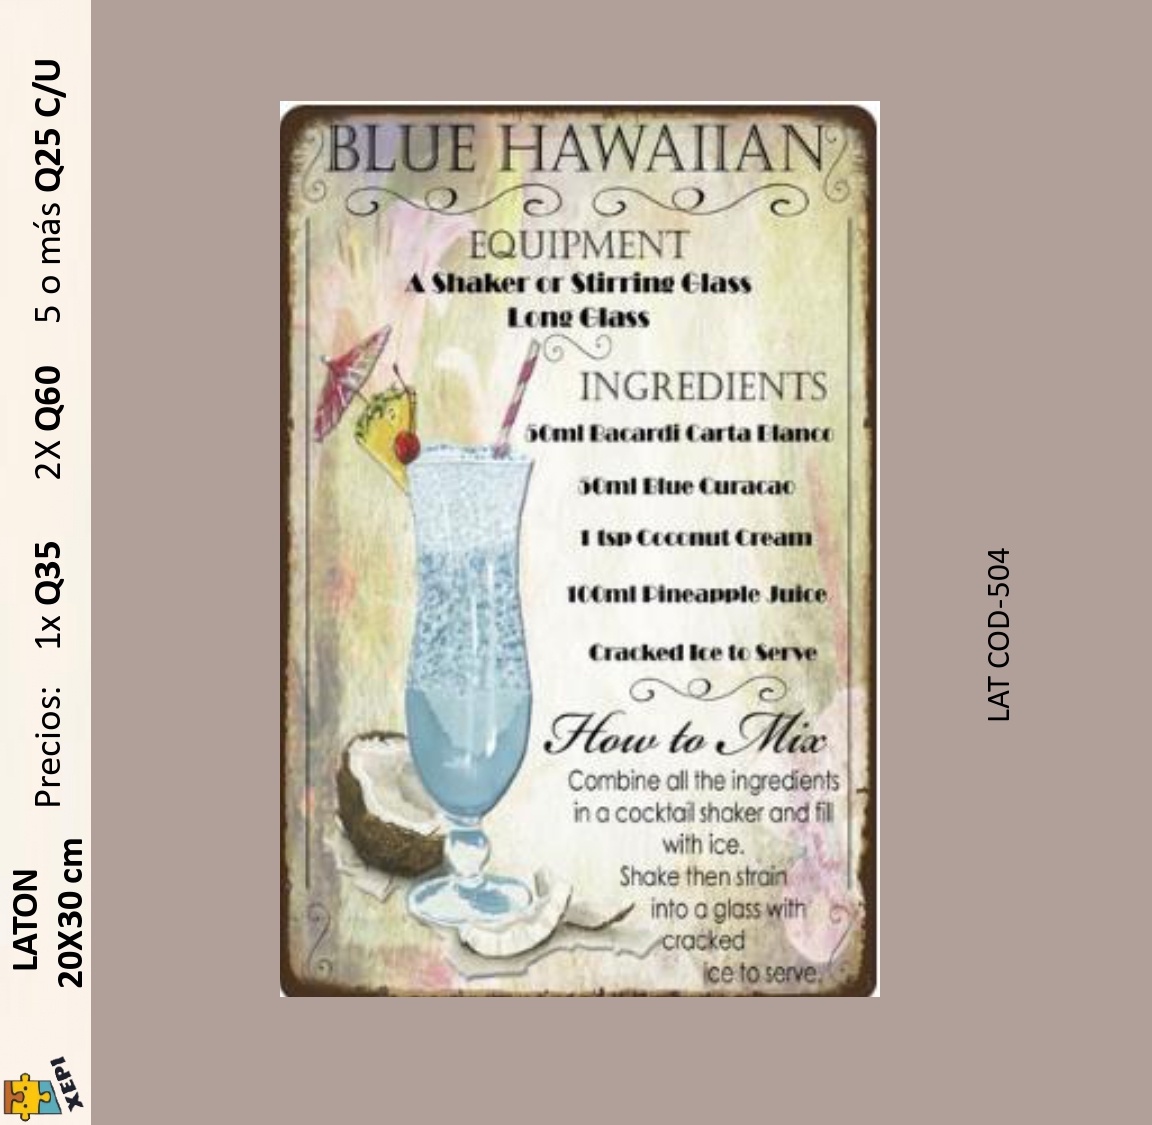 LATON
20X30 cm
Precios: 1x Q35 2X Q60 5 o más Q25 C/U
XEPI
BLUE HAWAIIAN
EQUIPMENT
A Shaker or Stirring Glass
Long Glass
INGREDIENTS
50ml Bacardi Carta Blanco
50ml Blue Curacao
1 tsp Coconut Cream
100ml Pineapple Juice
Cracked Ice to Serve
How to Mix
Combine all the ingredients
in a cocktail shaker and fill
with ice.
Shake then strain
into a glass with
cracked
ice to serve.
LAT COD-504